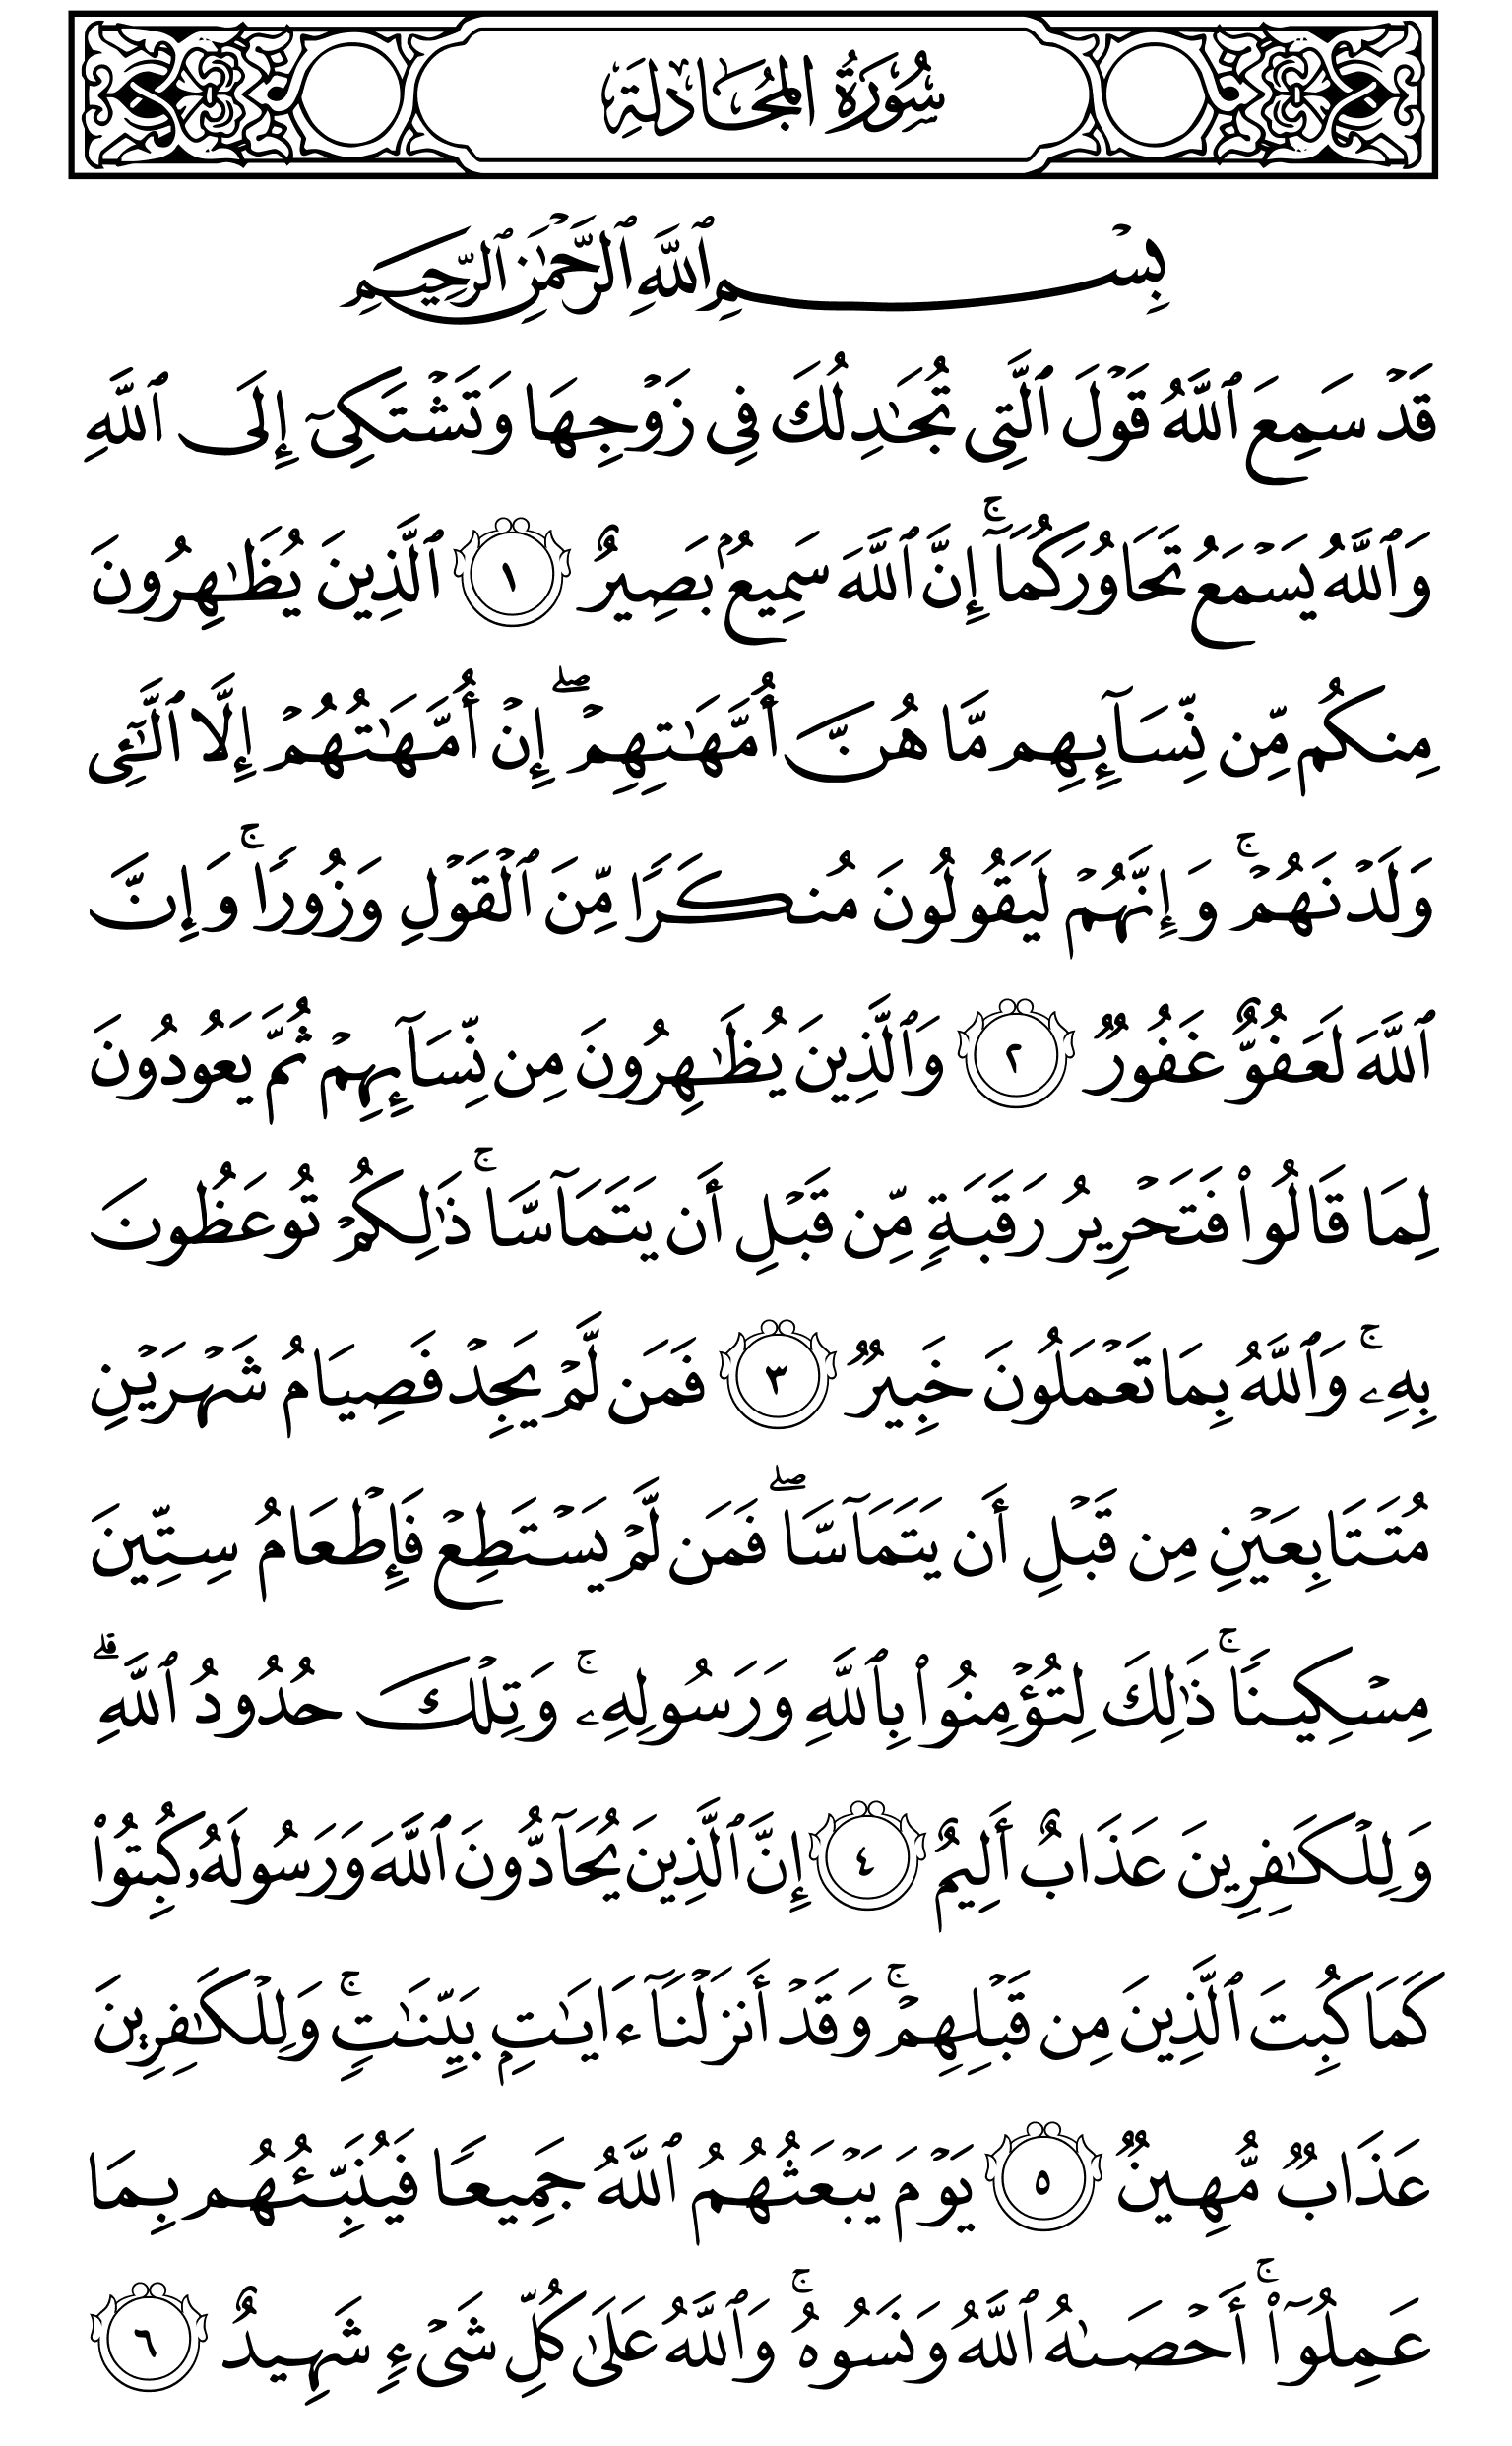 سُورَةُ المُجَادلَةِ
بِسْمِ ٱللَّهِ ٱلرَّحْمَٰنِ ٱلرَّحِيمِ
قَدْ سَمِعَ ٱللَّهُ قَوْلَ ٱلَّتِى تُجَٰدِلُكَ فِى زَوْجِهَا وَتَشْتَكِىٓ إِلَى ٱللَّهِ
وَٱللَّهُ يَسْمَعُ تَحَاوُرَكُمَآ ۚ إِنَّ ٱللَّهَ سَمِيعٌۢ بَصِيرٌ ١ ٱلَّذِينَ يُظَٰهِرُونَ
مِنكُم مِّن نِّسَآئِهِم مَّا هُنَّ أُمَّهَٰتِهِمْ ۖ إِنْ أُمَّهَٰتُهُمْ إِلَّا ٱلَّٰٓـِٔى
وَلَدْنَهُمْ ۚ وَإِنَّهُمْ لَيَقُولُونَ مُنكَرًا مِّنَ ٱلْقَوْلِ وَزُورًا ۚ وَإِنَّ
ٱللَّهَ لَعَفُوٌّ غَفُورٌ ٢ وَٱلَّذِينَ يُظَٰهِرُونَ مِن نِّسَآئِهِمْ ثُمَّ يَعُودُونَ
لِمَا قَالُوا۟ فَتَحْرِيرُ رَقَبَةٍ مِّن قَبْلِ أَن يَتَمَآسَّا ۚ ذَٰلِكُمْ تُوعَظُونَ
بِهِۦ ۚ وَٱللَّهُ بِمَا تَعْمَلُونَ خَبِيرٌ ٣ فَمَن لَّمْ يَجِدْ فَصِيَامُ شَهْرَيْنِ
مُتَتَابِعَيْنِ مِن قَبْلِ أَن يَتَمَآسَّا ۖ فَمَن لَّمْ يَسْتَطِعْ فَإِطْعَامُ سِتِّينَ
مِسْكِينًا ۚ ذَٰلِكَ لِتُؤْمِنُوا۟ بِٱللَّهِ وَرَسُولِهِۦ ۚ وَتِلْكَ حُدُودُ ٱللَّهِ ۗ
وَلِلْكَٰفِرِينَ عَذَابٌ أَلِيمٌ ٤ إِنَّ ٱلَّذِينَ يُحَآدُّونَ ٱللَّهَ وَرَسُولَهُۥ كُبِتُوا۟
كَمَا كُبِتَ ٱلَّذِينَ مِن قَبْلِهِمْ ۚ وَقَدْ أَنزَلْنَآ ءَايَٰتٍۭ بَيِّنَٰتٍ ۚ وَلِلْكَٰفِرِينَ
عَذَابٌ مُّهِينٌ ٥ يَوْمَ يَبْعَثُهُمُ ٱللَّهُ جَمِيعًا فَيُنَبِّئُهُم بِمَا
عَمِلُوٓا۟ ۚ أَحْصَىٰهُ ٱللَّهُ وَنَسُوهُ ۚ وَٱللَّهُ عَلَىٰ كُلِّ شَىْءٍ شَهِيدٌ ٦